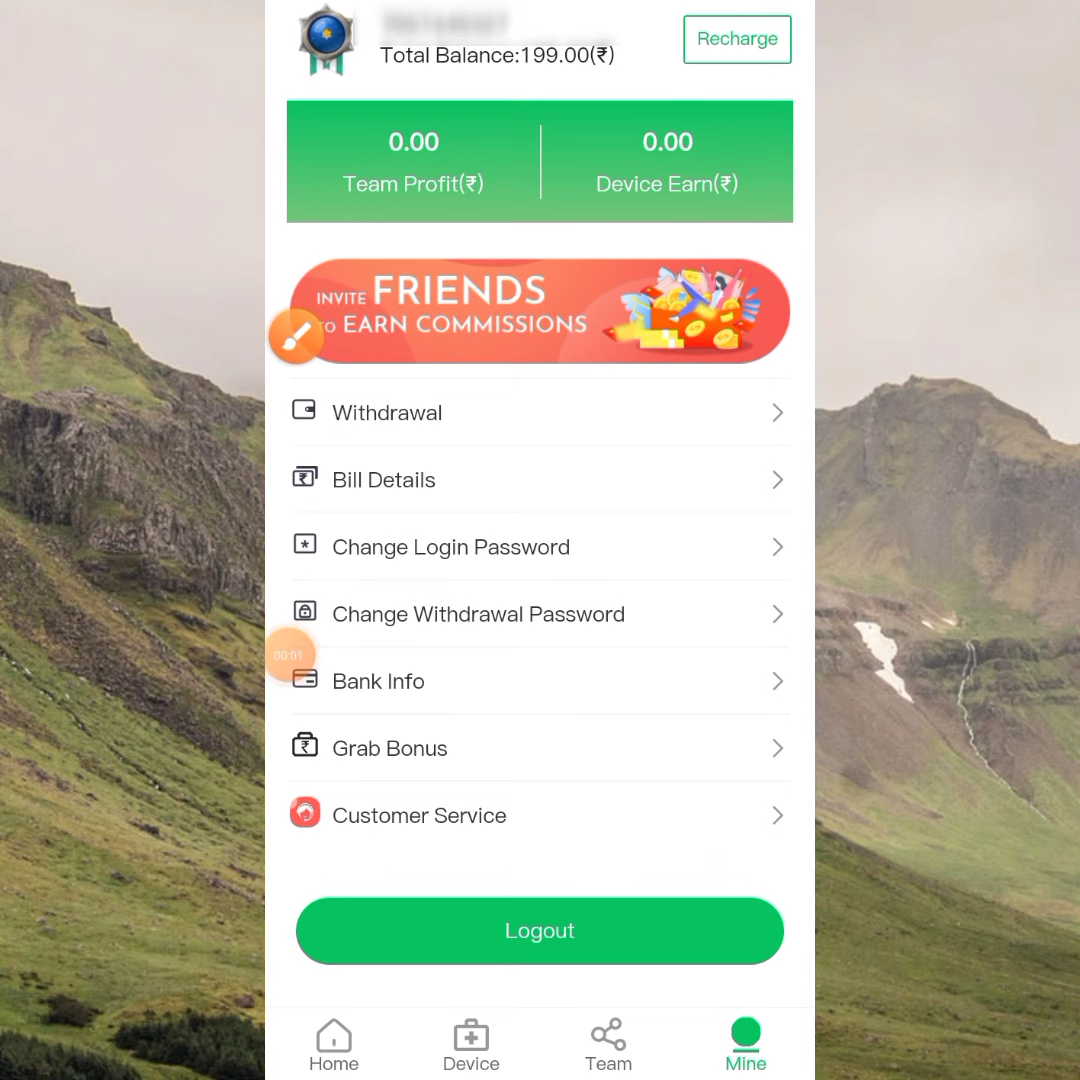 Total Balance:199.00(₹)
Recharge
0.00
Team Profit(₹)
0.00
Device Earn(₹)
INVITE FRIENDS
TO EARN COMMISSIONS
Withdrawal
Bill Details
Change Login Password
Change Withdrawal Password
00:01
Bank Info
Grab Bonus
Customer Service
Logout
Home
Device
Team
Mine